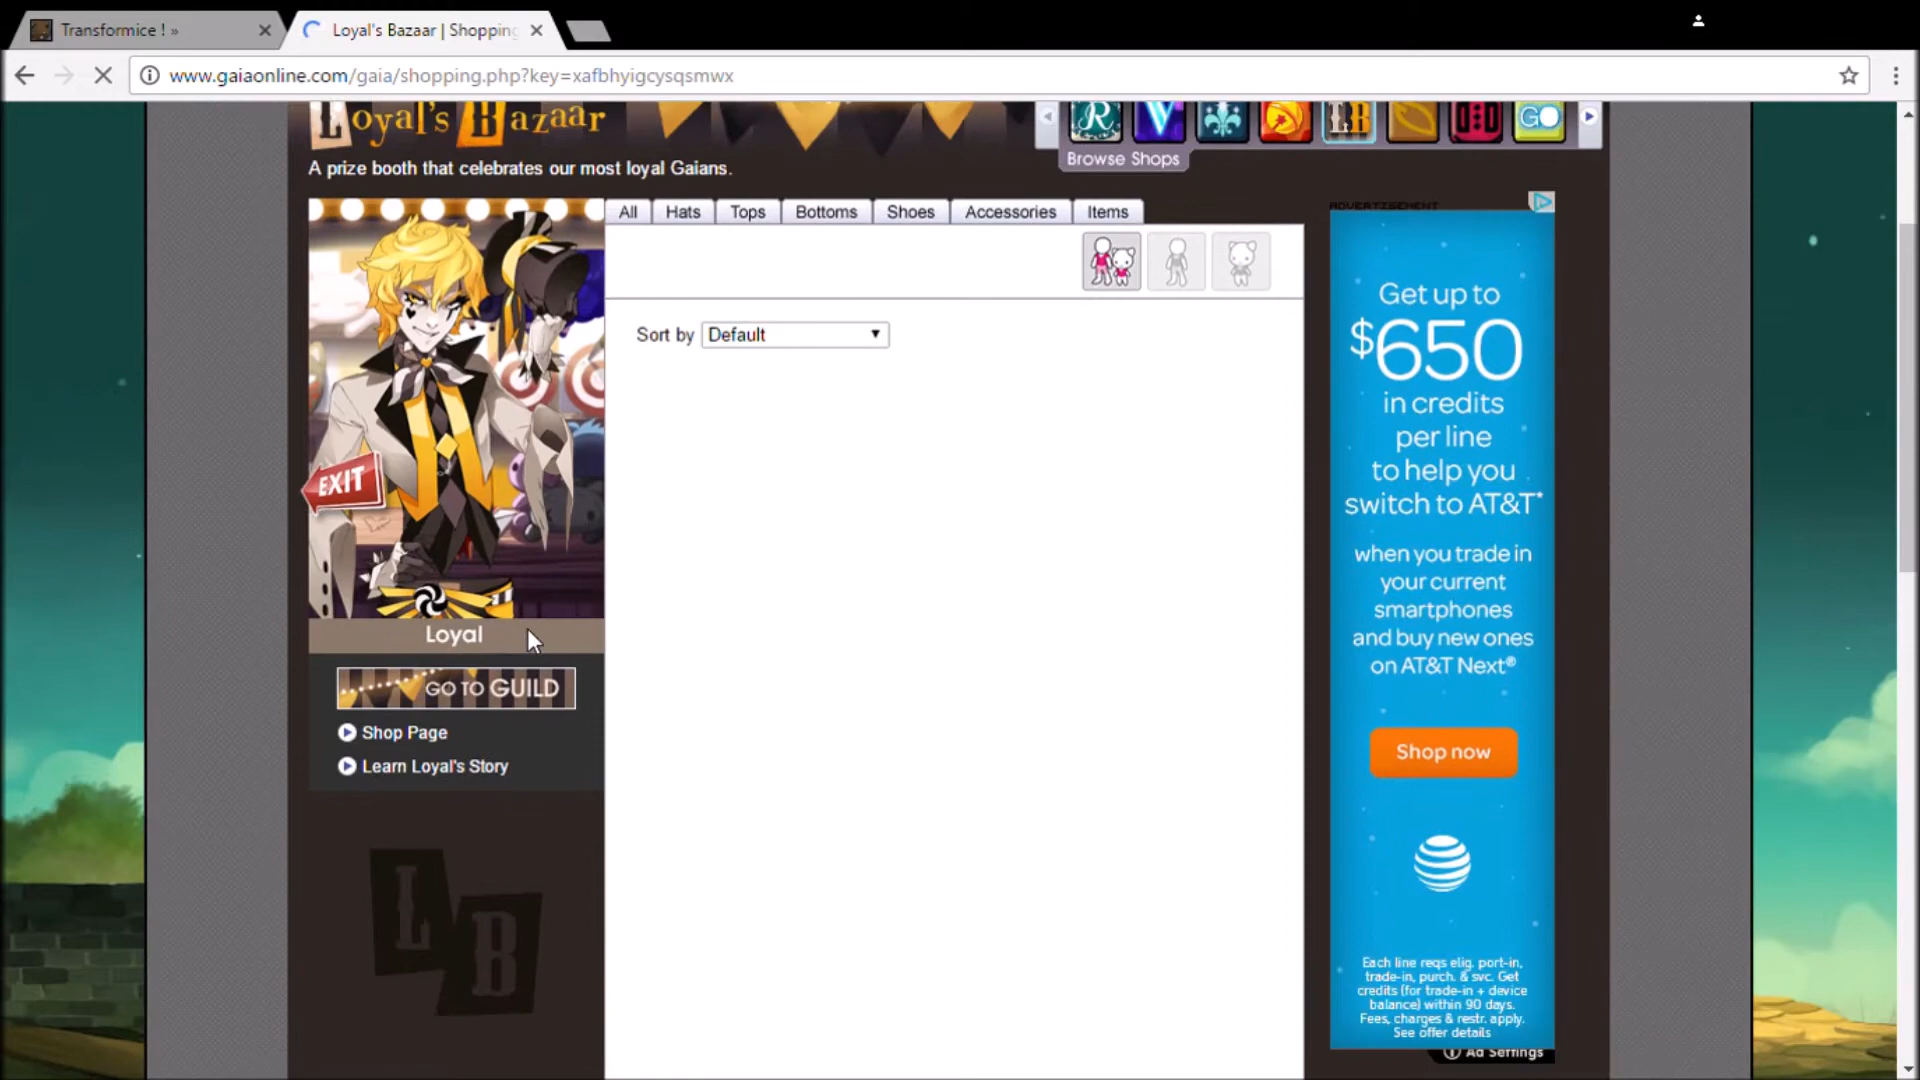 Transformice ! »
Loyal's Bazaar | Shopping
www.gaiaonline.com/gaia/shopping.php?key=xafbhyigcysqsmwx
Loyal's Bazaar
R V LB GO
Browse Shops
A prize booth that celebrates our most loyal Gaians.
All Hats Tops Bottoms Shoes Accessories Items
Sort by Default
EXIT
Loyal
GO TO GUILD
Shop Page
Learn Loyal's Story
L B
ADVERTISEMENT
Get up to
$650
in credits
per line
to help you
switch to AT&T*
when you trade in
your current
smartphones
and buy new ones
on AT&T Next®
Shop now
Each line reqs elig. port-in,
trade-in, purch. & svc. Get
credits (for trade-in + device
balance) within 90 days.
Fees, charges & restr. apply.
See offer details
Ad Settings